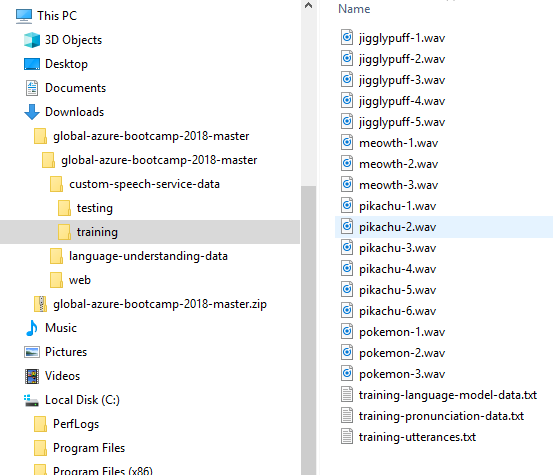 This PC
3D Objects
Desktop
Documents
Downloads
global-azure-bootcamp-2018-master
global-azure-bootcamp-2018-master
custom-speech-service-data
testing
training
language-understanding-data
web
global-azure-bootcamp-2018-master.zip
Music
Pictures
Videos
Local Disk (C:)
PerfLogs
Program Files
Program Files (x86)
Name
jigglypuff-1.wav
jigglypuff-2.wav
jigglypuff-3.wav
jigglypuff-4.wav
jigglypuff-5.wav
meowth-1.wav
meowth-2.wav
meowth-3.wav
pikachu-1.wav
pikachu-2.wav
pikachu-3.wav
pikachu-4.wav
pikachu-5.wav
pikachu-6.wav
pokemon-1.wav
pokemon-2.wav
pokemon-3.wav
training-language-model-data.txt
training-pronunciation-data.txt
training-utterances.txt